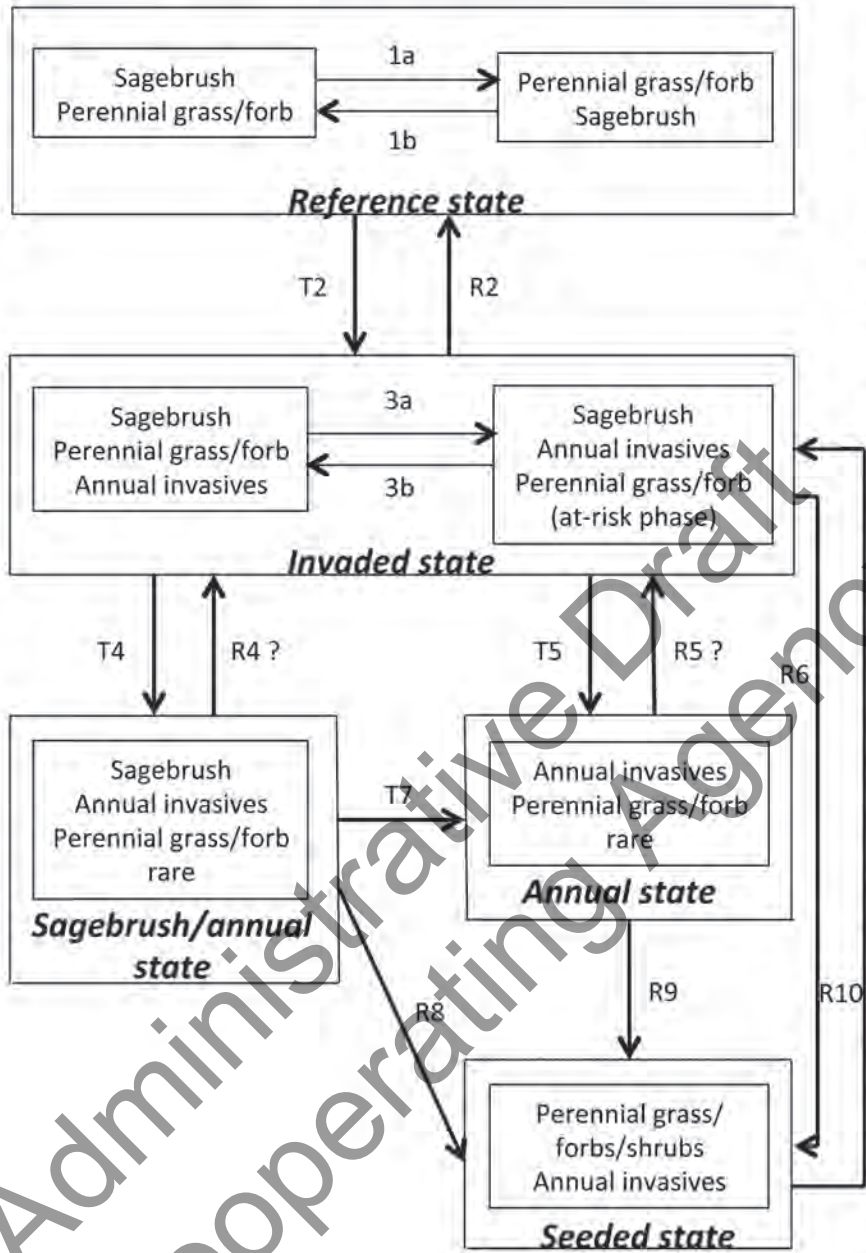 1a
Sagebrush
Perennial grass/forb
Perennial grass/forb
Sagebrush
1b
Reference state
T2
R2
3a
Sagebrush
Perennial grass/forb
Annual invasives
Sagebrush
Annual invasives
Perennial grass/forb
(at-risk phase)
3b
Invaded state
T4
R4 ?
T5
R5 ?
R6
Sagebrush
Annual invasives
Perennial grass/forb
rare
T7
Annual invasives
Perennial grass/forb
rare
Sagebrush/annual
state
Annual state
R8
R9
R10
Perennial grass/
forbs/shrubs
Annual invasives
Seeded state
Administrative Draft